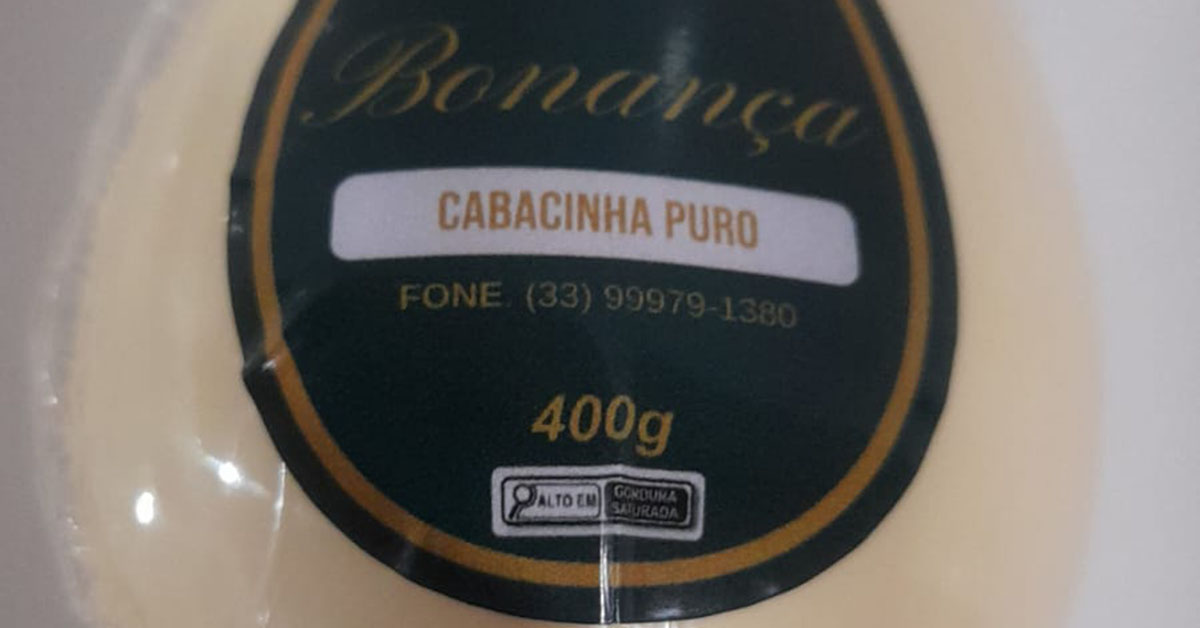 Bonança
CABACINHA PURO
FONE. (33) 99979-1380
400g
ALTO EM
GORDURA
SATURADA